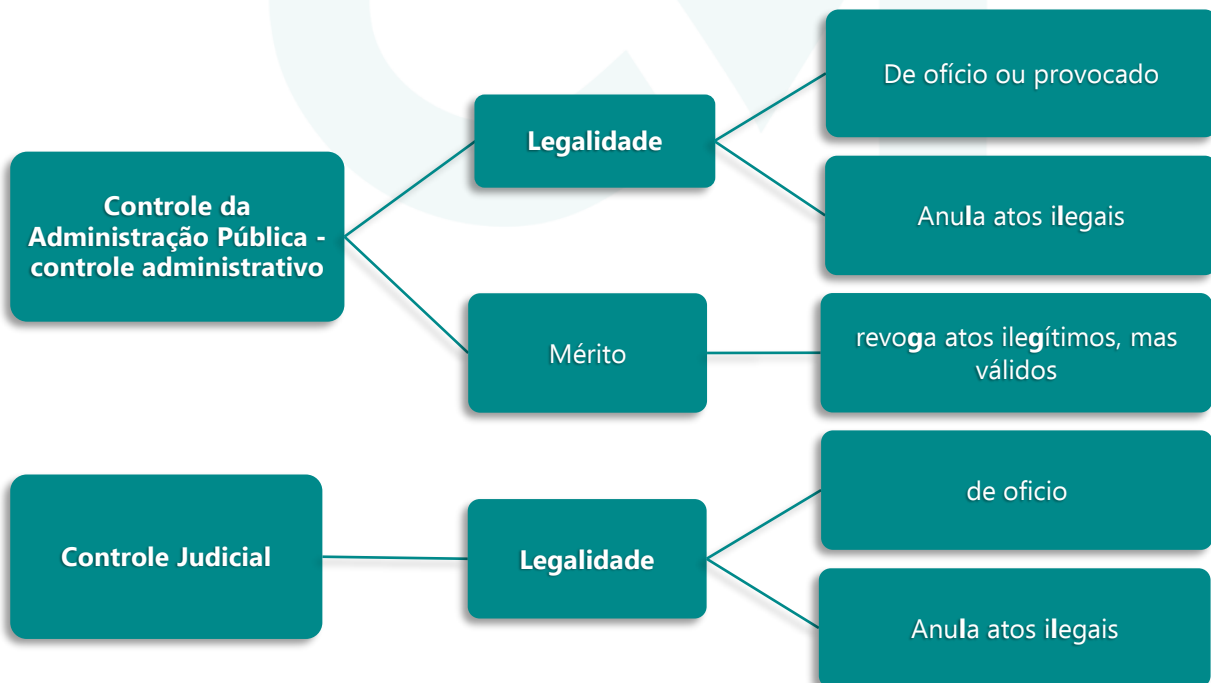 Controle da
Administração Pública -
controle administrativo
Legalidade
De ofício ou provocado
Anula atos ilegais
Mérito
revoga atos ilegítimos, mas
válidos
Controle Judicial
Legalidade
de oficio
Anula atos ilegais